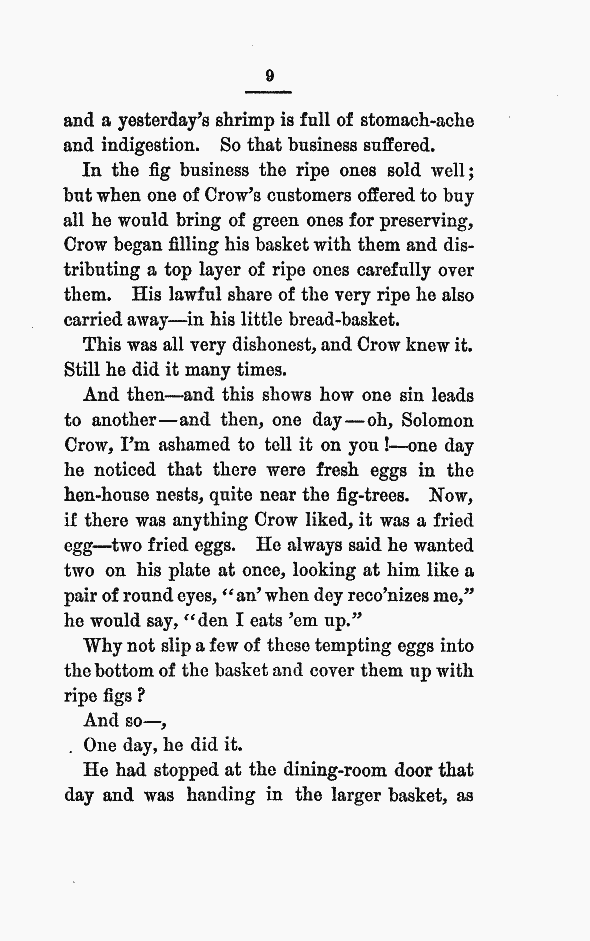 9
and a yesterday's shrimp is full of stomach-ache
and indigestion. So that business suffered.
In the fig business the ripe ones sold well;
but when one of Crow's customers offered to buy
all he would bring of green ones for preserving,
Crow began filling his basket with them and dis-
tributing a top layer of ripe ones carefully over
them. His lawful share of the very ripe he also
carried away—in his little bread-basket.
This was all very dishonest, and Crow knew it.
Still he did it many times.
And then—and this shows how one sin leads
to another—and then, one day—oh, Solomon
Crow, I'm ashamed to tell it on you!—one day
he noticed that there were fresh eggs in the
hen-house nests, quite near the fig-trees. Now,
if there was anything Crow liked, it was a fried
egg—two fried eggs. He always said he wanted
two on his plate at once, looking at him like a
pair of round eyes, "an' when dey reco'nizes me,"
he would say, "den I eats 'em up."
Why not slip a few of these tempting eggs into
the bottom of the basket and cover them up with
ripe figs?
And so—,
One day, he did it.
He had stopped at the dining-room door that
day and was handing in the larger basket, as